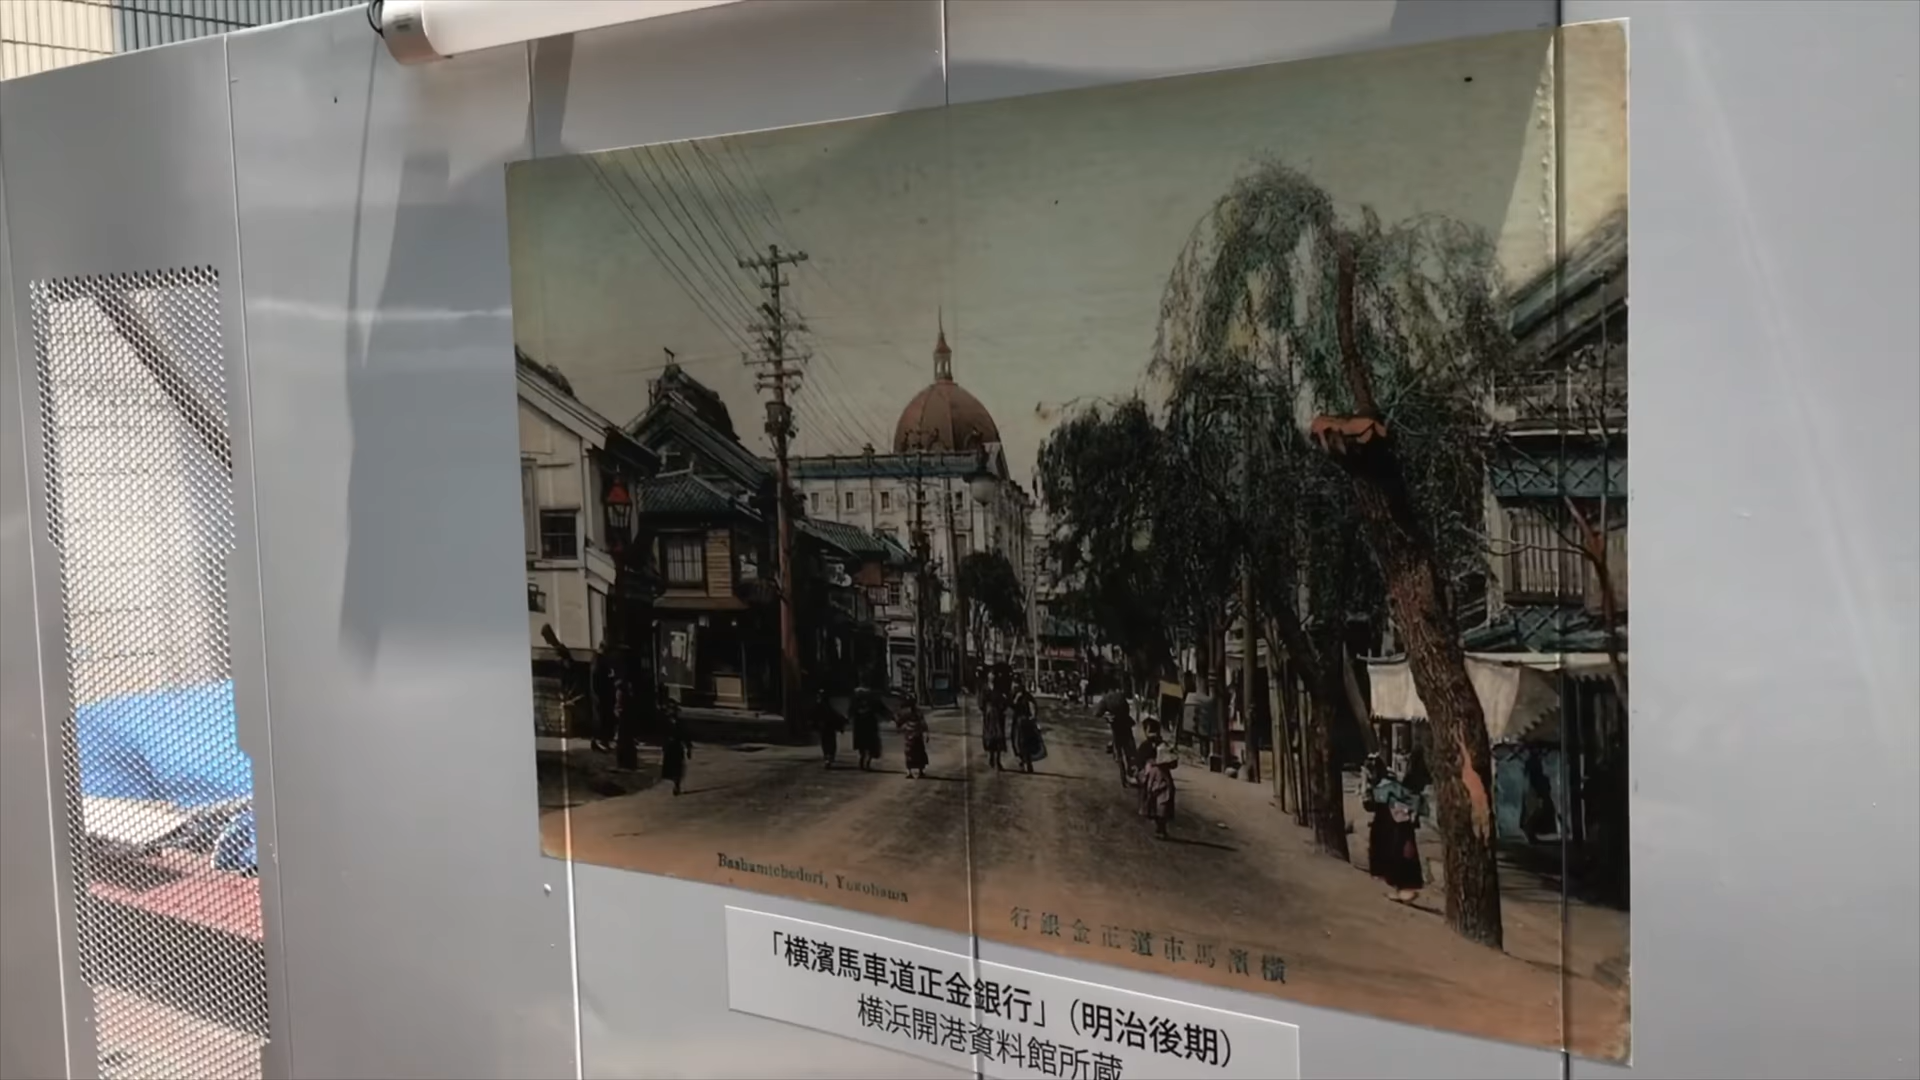 Bashamichodori, Yokohama
行銀金正道車馬濱横
「横濱馬車道正金銀行」（明治後期）
横浜開港資料館所蔵